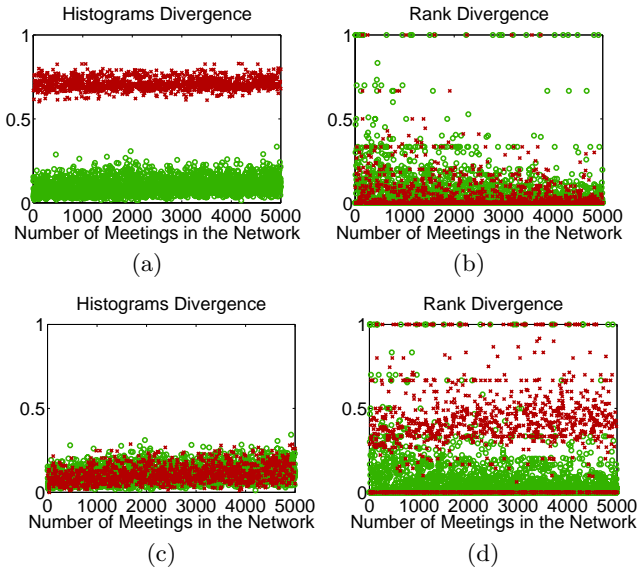 Histograms Divergence
1
0.5
0
0 1000 2000 3000 4000 5000
Number of Meetings in the Network
(a)
Rank Divergence
1
0.5
0
0 1000 2000 3000 4000 5000
Number of Meetings in the Network
(b)
Histograms Divergence
1
0.5
0
0 1000 2000 3000 4000 5000
Number of Meetings in the Network
(c)
Rank Divergence
1
0.5
0
0 1000 2000 3000 4000 5000
Number of Meetings in the Network
(d)